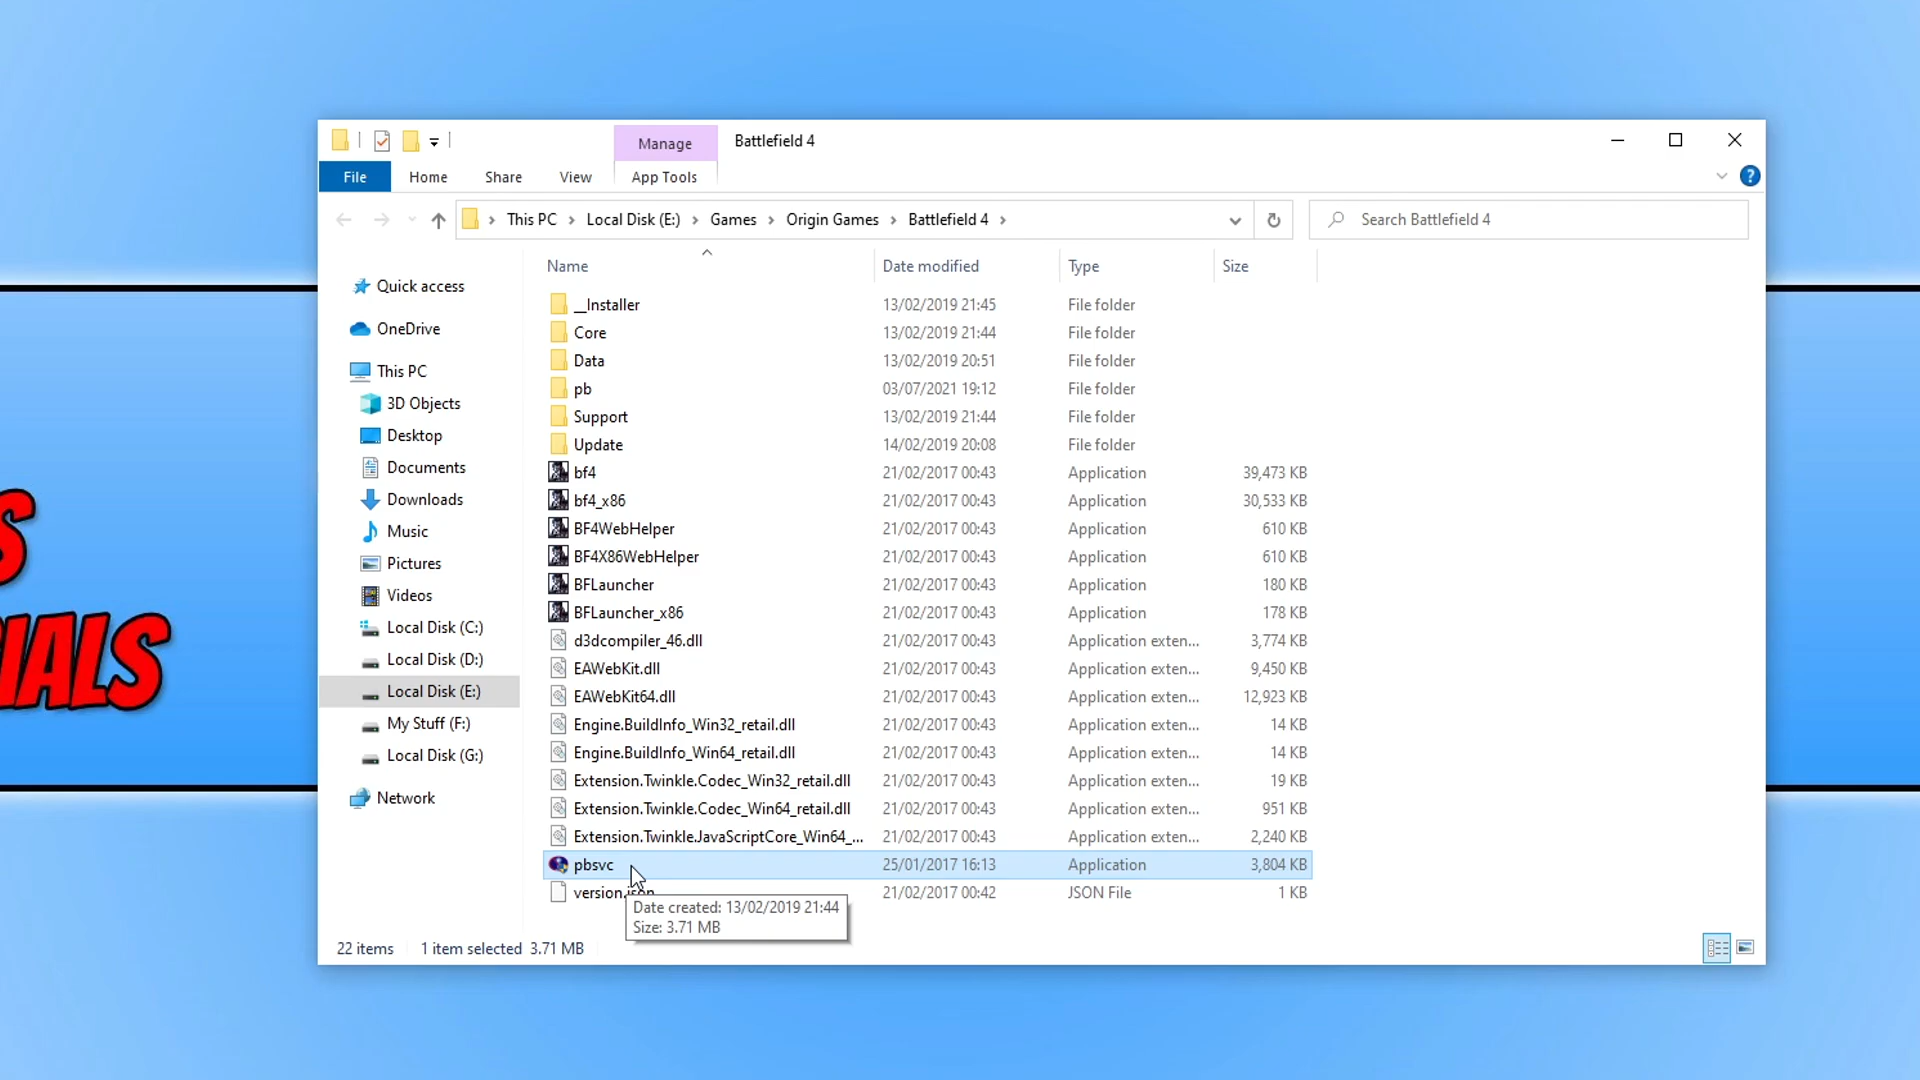 Manage Battlefield 4
File Home Share View App Tools
This PC Local Disk (E:) Games Origin Games Battlefield 4 Search Battlefield 4
Name Date modified Type Size
Quick access
OneDrive
This PC
3D Objects
Desktop
Documents
Downloads
Music
Pictures
Videos
Local Disk (C:)
Local Disk (D:)
Local Disk (E:)
My Stuff (F:)
Local Disk (G:)
Network
__Installer 13/02/2019 21:45 File folder
Core 13/02/2019 21:44 File folder
Data 13/02/2019 20:51 File folder
pb 03/07/2021 19:12 File folder
Support 13/02/2019 21:44 File folder
Update 14/02/2019 20:08 File folder
bf4 21/02/2017 00:43 Application 39,473 KB
bf4_x86 21/02/2017 00:43 Application 30,533 KB
BF4WebHelper 21/02/2017 00:43 Application 610 KB
BF4X86WebHelper 21/02/2017 00:43 Application 610 KB
BFLauncher 21/02/2017 00:43 Application 180 KB
BFLauncher_x86 21/02/2017 00:43 Application 178 KB
d3dcompiler_46.dll 21/02/2017 00:43 Application exten... 3,774 KB
EAWebKit.dll 21/02/2017 00:43 Application exten... 9,450 KB
EAWebKit64.dll 21/02/2017 00:43 Application exten... 12,923 KB
Engine.BuildInfo_Win32_retail.dll 21/02/2017 00:43 Application exten... 14 KB
Engine.BuildInfo_Win64_retail.dll 21/02/2017 00:43 Application exten... 14 KB
Extension.Twinkle.Codec_Win32_retail.dll 21/02/2017 00:43 Application exten... 19 KB
Extension.Twinkle.Codec_Win64_retail.dll 21/02/2017 00:43 Application exten... 951 KB
Extension.Twinkle.JavaScriptCore_Win64_... 21/02/2017 00:43 Application exten... 2,240 KB
pbsvc 25/01/2017 16:13 Application 3,804 KB
version.json 21/02/2017 00:42 JSON File 1 KB
Date created: 13/02/2019 21:44
Size: 3.71 MB
22 items 1 item selected 3.71 MB
S
IALS